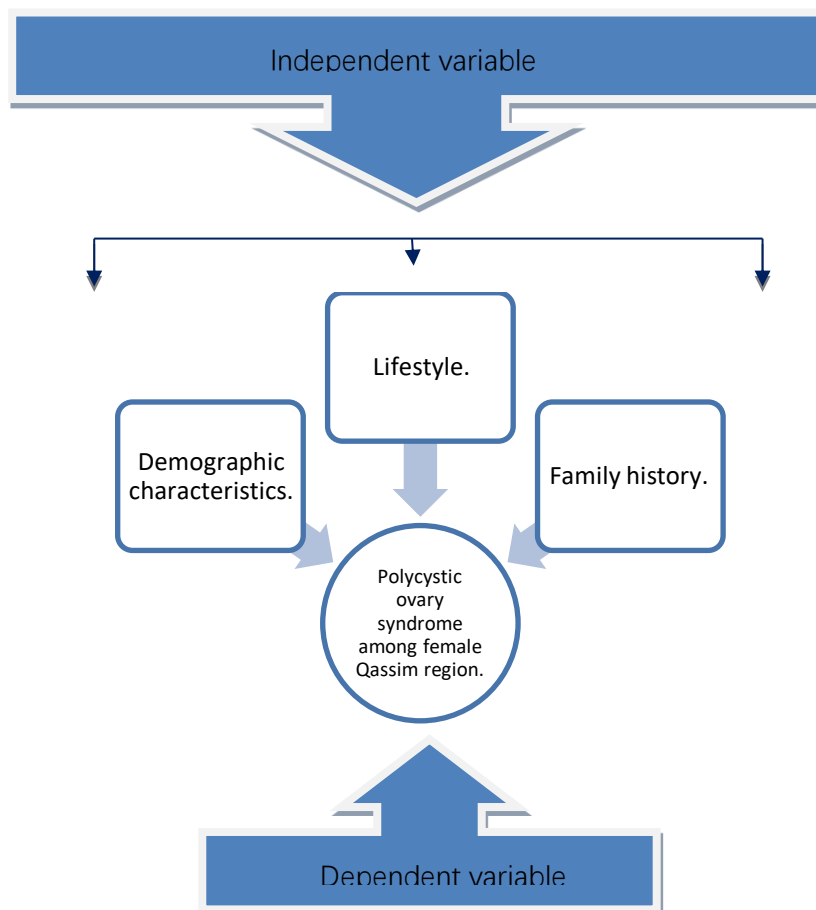 Independent variable
Lifestyle.
Demographic
characteristics.
Family history.
Polycystic
ovary
syndrome
among female
Qassim region.
Dependent variable